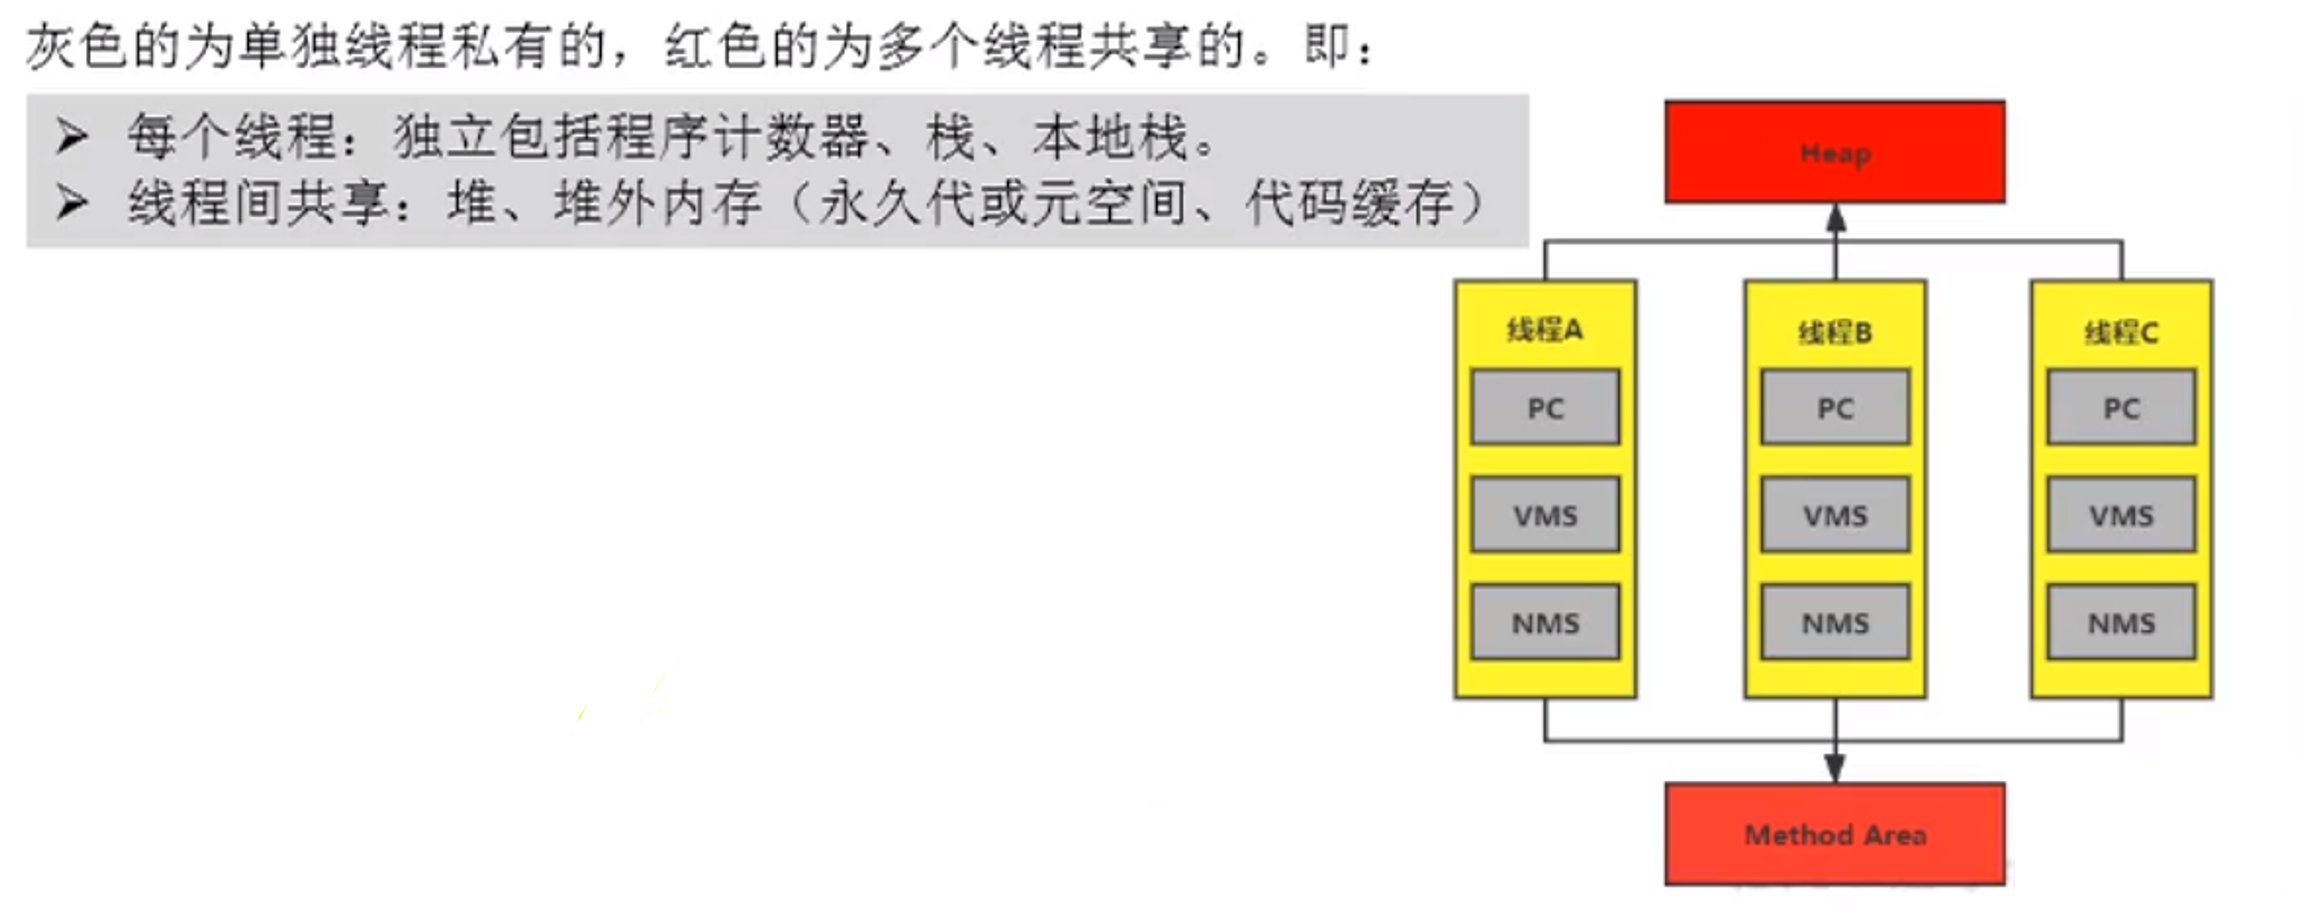 灰色的为单独线程私有的，红色的为多个线程共享的。即：
➤ 每个线程：独立包括程序计数器、栈、本地栈。
➤ 线程间共享：堆、堆外内存（永久代或元空间、代码缓存）
Heap
线程A
线程B
线程C
PC
PC
PC
VMS
VMS
VMS
NMS
NMS
NMS
Method Area